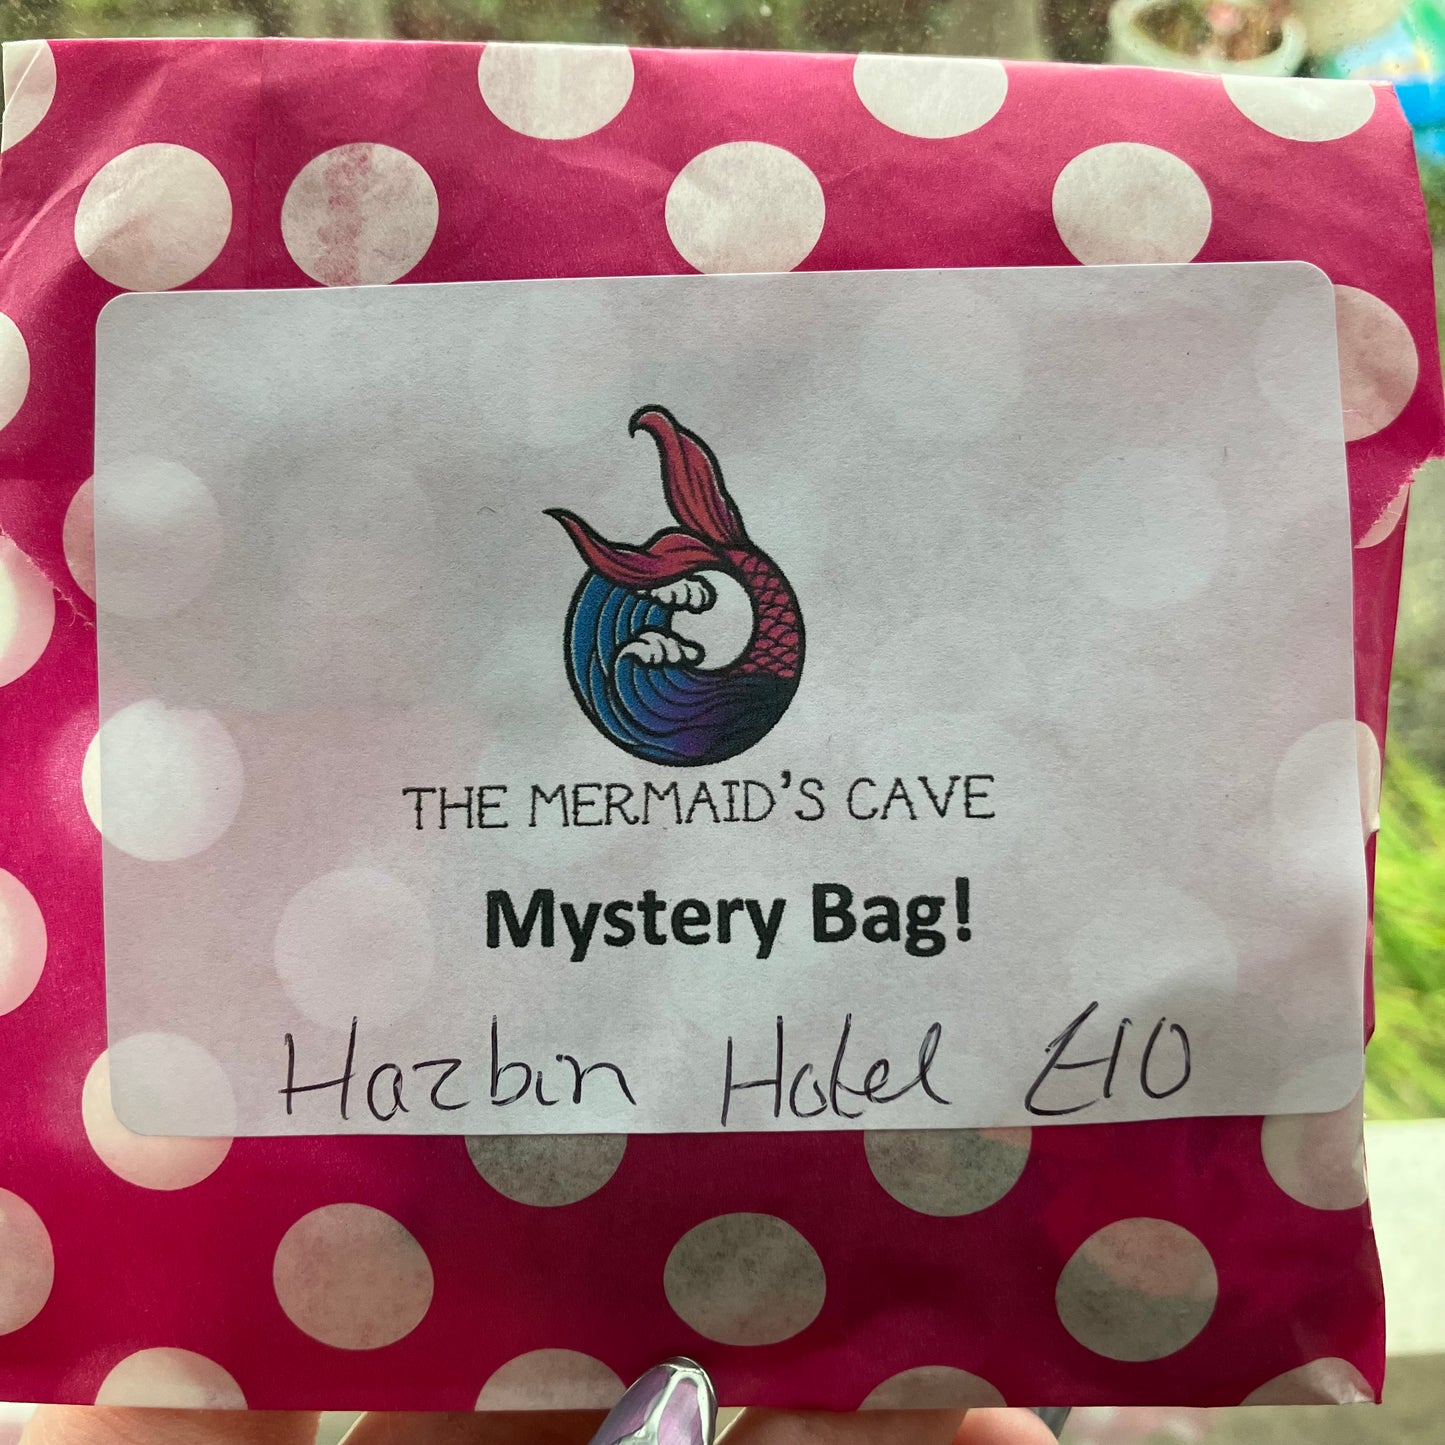 THE MERMAID'S CAVE
Mystery Bag!
Hazbin Hotel £10